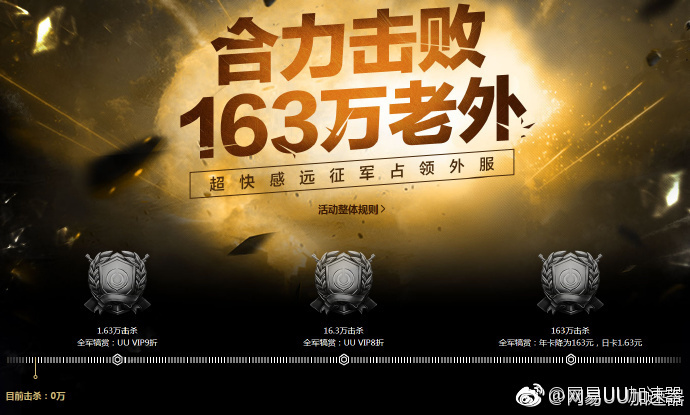 合力击败
163万老外
超快感远征军占领外服
活动整体规则>
1.63万击杀
全军犒赏：UU VIP9折
16.3万击杀
全军犒赏：UU VIP8折
163万击杀
全军犒赏：年卡降为163元，日卡1.63元
目前击杀：0万
@网易UU加速器